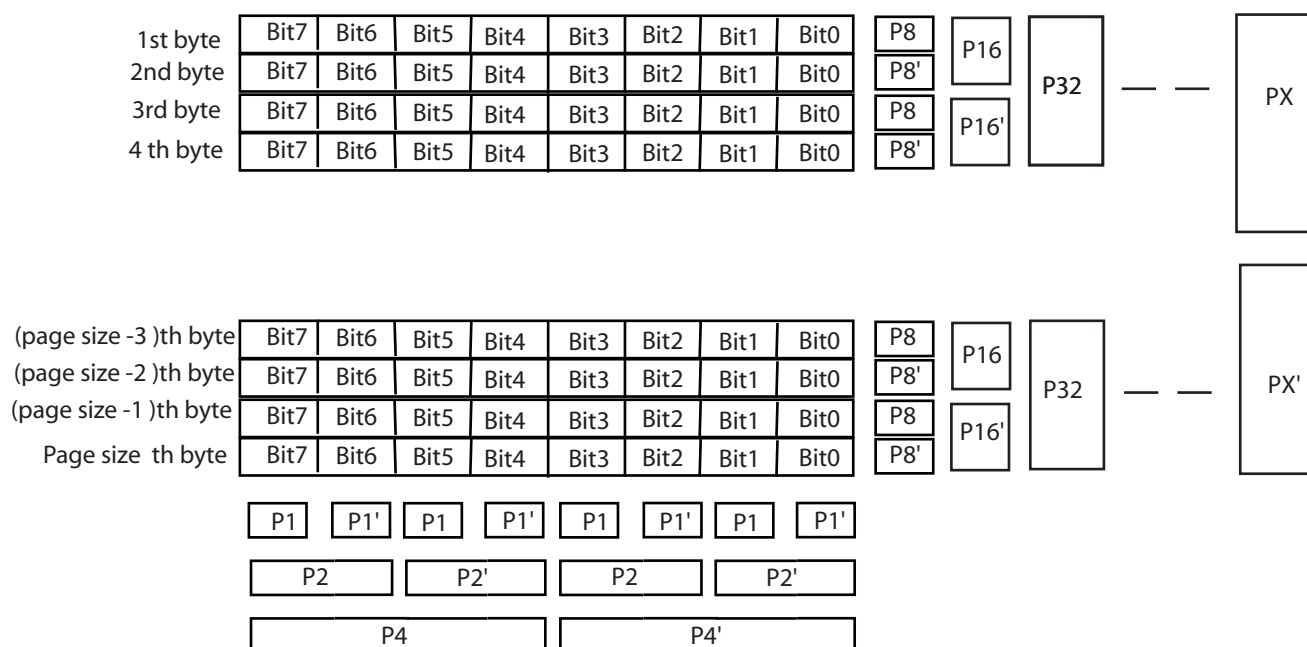 1st byte Bit7 Bit6 Bit5 Bit4 Bit3 Bit2 Bit1 Bit0 P8 P16 P32 PX
2nd byte Bit7 Bit6 Bit5 Bit4 Bit3 Bit2 Bit1 Bit0 P8'
3rd byte Bit7 Bit6 Bit5 Bit4 Bit3 Bit2 Bit1 Bit0 P8 P16'
4 th byte Bit7 Bit6 Bit5 Bit4 Bit3 Bit2 Bit1 Bit0 P8'
(page size -3 )th byte Bit7 Bit6 Bit5 Bit4 Bit3 Bit2 Bit1 Bit0 P8 P16 P32 PX'
(page size -2 )th byte Bit7 Bit6 Bit5 Bit4 Bit3 Bit2 Bit1 Bit0 P8'
(page size -1 )th byte Bit7 Bit6 Bit5 Bit4 Bit3 Bit2 Bit1 Bit0 P8 P16'
Page size th byte Bit7 Bit6 Bit5 Bit4 Bit3 Bit2 Bit1 Bit0 P8'
P1 P1' P1 P1' P1 P1' P1 P1'
P2 P2' P2 P2'
P4 P4'